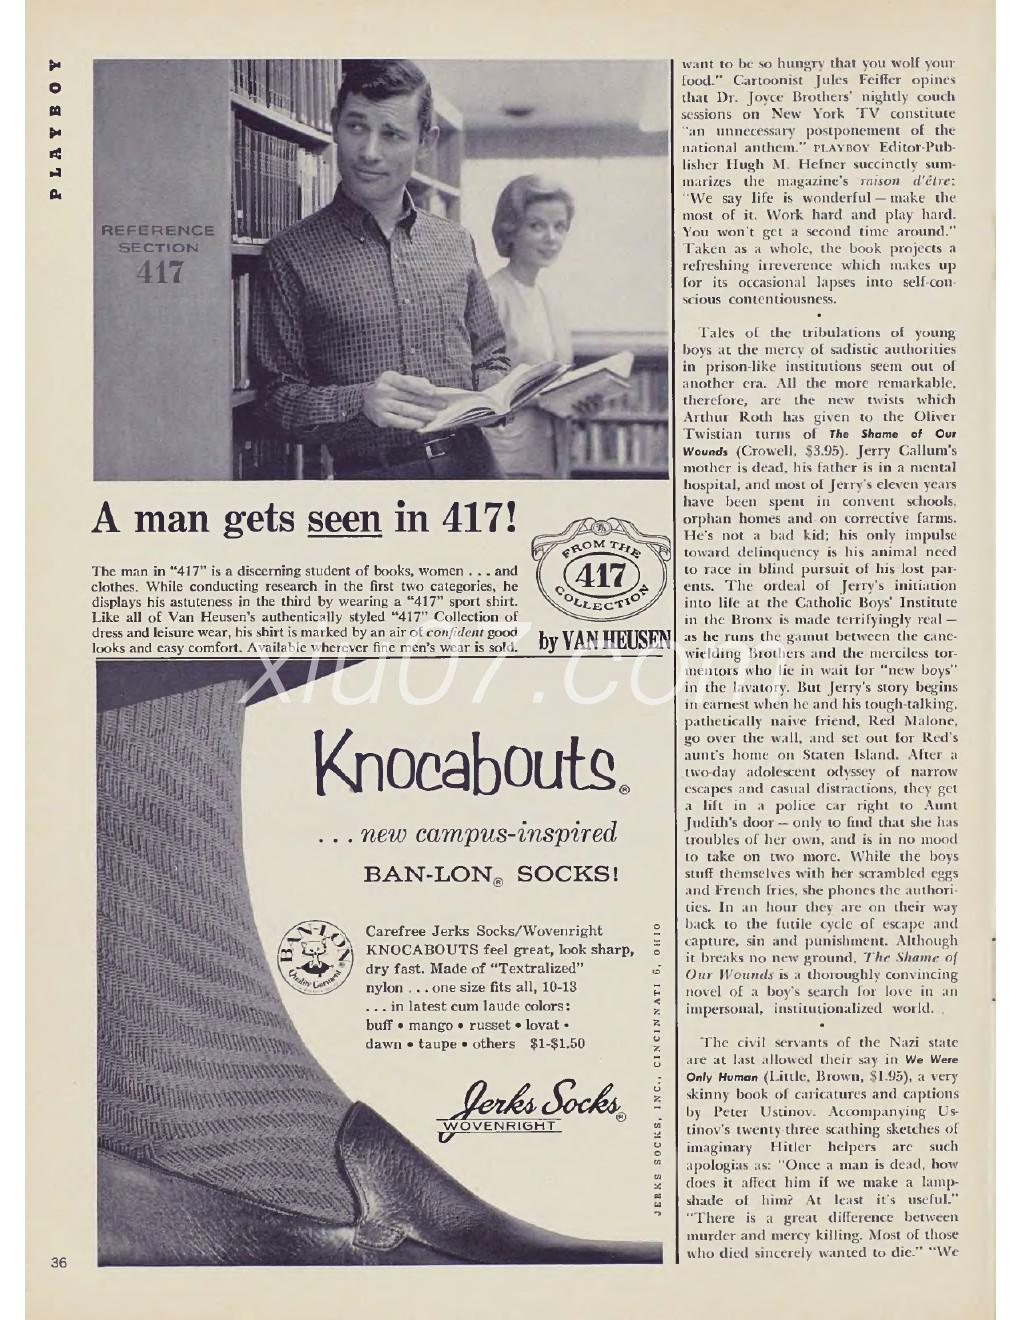 PLAYBOY
REFERENCE
SECTION
417
A man gets seen in 417!
The man in “417” is a discerning student of books, women . . . and
clothes. While conducting research in the first two categories, he
displays his astuteness in the third by wearing a “417” sport shirt.
Like all of Van Heusen's authentically styled “417” Collection of
dress and leisure wear, his shirt is marked by an air of confident good
looks and easy comfort. Available wherever fine men's wear is sold.
FROM THE
417
COLLECTION
by VAN HEUSEN
xiu07.com
Knocabouts®
. . . new campus-inspired
BAN-LON® SOCKS!
BAN-LON
Quality Garment
Carefree Jerks Socks/Wovenright
KNOCABOUTS feel great, look sharp,
dry fast. Made of “Textralized”
nylon . . . one size fits all, 10-13
. . . in latest cum laude colors:
buff • mango • russet • lovat •
dawn • taupe • others $1-$1.50
Jerks Socks®
WOVENRIGHT
JERKS SOCKS, INC., CINCINNATI 6, OHIO
36
want to be so hungry that you wolf your
food.” Cartoonist Jules Feiffer opines
that Dr. Joyce Brothers' nightly couch
sessions on New York TV constitute
“an unnecessary postponement of the
national anthem.” PLAYBOY Editor-Pub-
lisher Hugh M. Hefner succinctly sum-
marizes the magazine's raison d'être:
“We say life is wonderful — make the
most of it. Work hard and play hard.
You won't get a second time around.”
Taken as a whole, the book projects a
refreshing irreverence which makes up
for its occasional lapses into self-con-
scious contentiousness.
•
Tales of the tribulations of young
boys at the mercy of sadistic authorities
in prison-like institutions seem out of
another era. All the more remarkable,
therefore, are the new twists which
Arthur Roth has given to the Oliver
Twistian turns of The Shame of Our
Wounds (Crowell, $3.95). Jerry Callum's
mother is dead, his father is in a mental
hospital, and most of Jerry's eleven years
have been spent in convent schools,
orphan homes and on corrective farms.
He's not a bad kid; his only impulse
toward delinquency is his animal need
to race in blind pursuit of his lost par-
ents. The ordeal of Jerry's initiation
into life at the Catholic Boys' Institute
in the Bronx is made terrifyingly real —
as he runs the gamut between the cane-
wielding Brothers and the merciless tor-
mentors who lie in wait for “new boys”
in the lavatory. But Jerry's story begins
in earnest when he and his tough-talking,
pathetically naive friend, Red Malone,
go over the wall, and set out for Red's
aunt's home on Staten Island. After a
two-day adolescent odyssey of narrow
escapes and casual distractions, they get
a lift in a police car right to Aunt
Judith's door — only to find that she has
troubles of her own, and is in no mood
to take on two more. While the boys
stuff themselves with her scrambled eggs
and French fries, she phones the authori-
ties. In an hour they are on their way
back to the futile cycle of escape and
capture, sin and punishment. Although
it breaks no new ground, The Shame of
Our Wounds is a thoroughly convincing
novel of a boy's search for love in an
impersonal, institutionalized world.
•
The civil servants of the Nazi state
are at last allowed their say in We Were
Only Human (Little, Brown, $1.95), a very
skinny book of caricatures and captions
by Peter Ustinov. Accompanying Us-
tinov's twenty-three scathing sketches of
imaginary Hitler helpers are such
apologias as: “Once a man is dead, how
does it affect him if we make a lamp-
shade of him? At least it's useful.”
“There is a great difference between
murder and mercy killing. Most of those
who died sincerely wanted to die.” “We